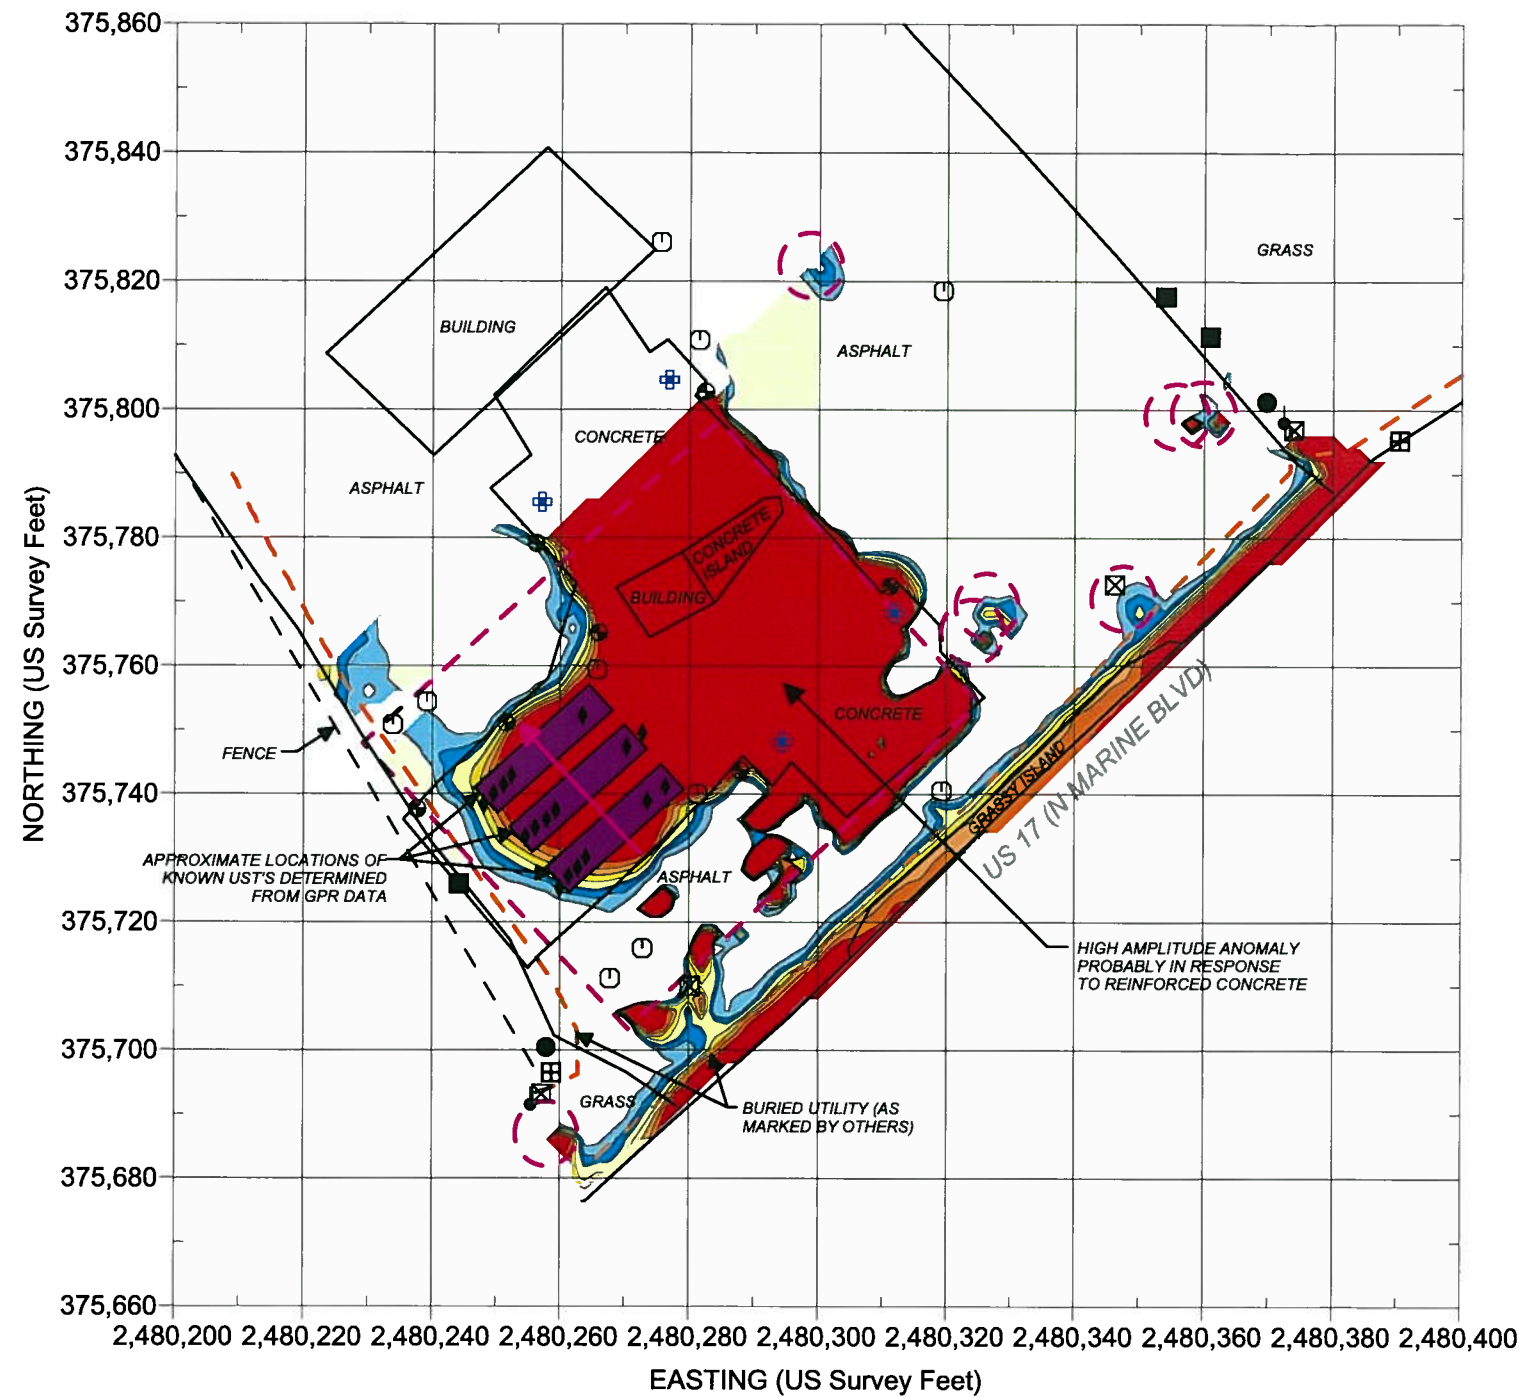 375,860
375,840
375,820
375,800
375,780
375,760
375,740
375,720
375,700
375,680
375,660
NORTHING (US Survey Feet)
2,480,200 2,480,220 2,480,240 2,480,260 2,480,280 2,480,300 2,480,320 2,480,340 2,480,360 2,480,380 2,480,400
EASTING (US Survey Feet)
GRASS
BUILDING
ASPHALT
CONCRETE
ASPHALT
CONCRETE
ISLAND
BUILDING
CONCRETE
FENCE
GRASSY ISLAND
US 17 (N MARINE BLVD)
APPROXIMATE LOCATIONS OF
KNOWN UST'S DETERMINED
FROM GPR DATA
ASPHALT
HIGH AMPLITUDE ANOMALY
PROBABLY IN RESPONSE
TO REINFORCED CONCRETE
GRASS
BURIED UTILITY (AS
MARKED BY OTHERS)